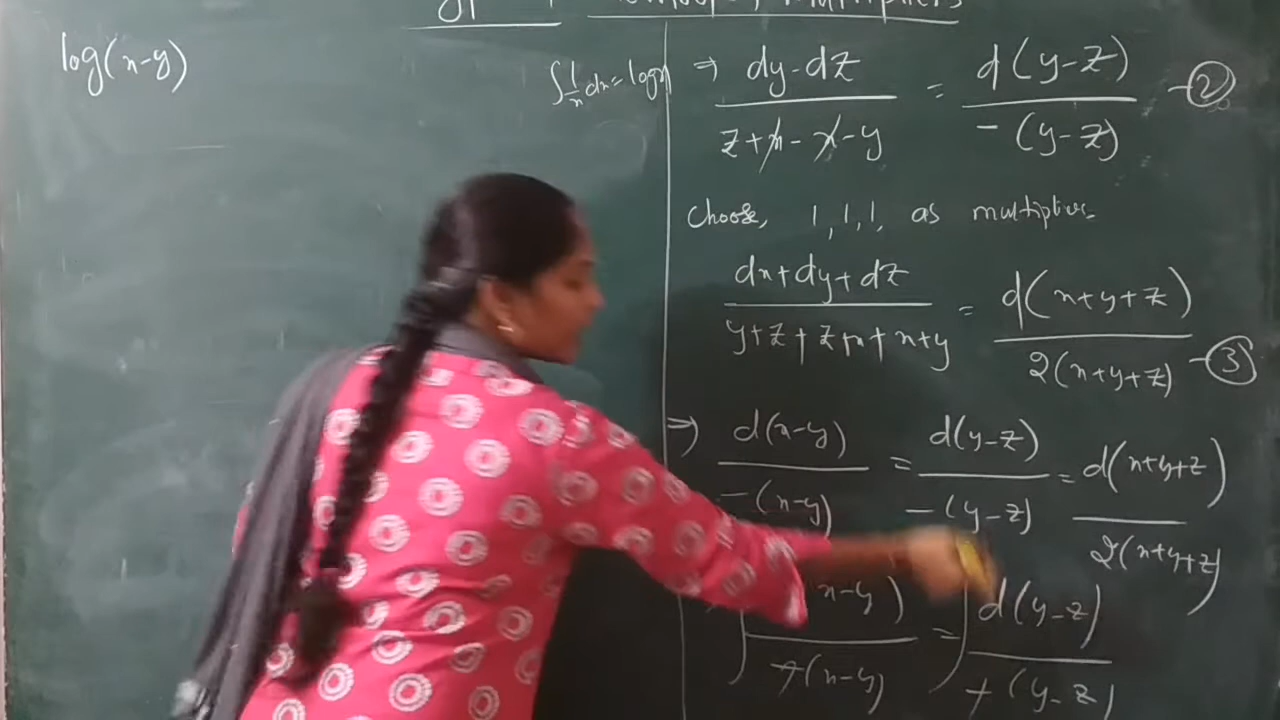 multipliers
log(x-y)
∫1/x dx = log x
⇒ dy-dz / z+x-x-y = d(y-z) / -(y-z) -②
Choose, 1,1,1, as multipliers
dx+dy+dz / y+z+z+x+x+y = d(x+y+z) / 2(x+y+z) -③
⇒ d(x-y) / -(x-y) = d(y-z) / -(y-z) = d(x+y+z) / 2(x+y+z)
∫ x-y) / +(x-y) = ∫ d(y-z) / +(y-z)